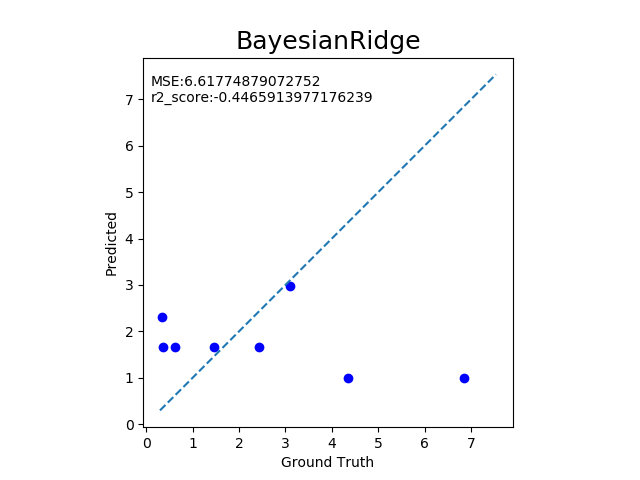 BayesianRidge
MSE:6.61774879072752
r2_score:-0.4465913977176239
7
6
5
4
3
2
1
0
Predicted
0 1 2 3 4 5 6 7
Ground Truth